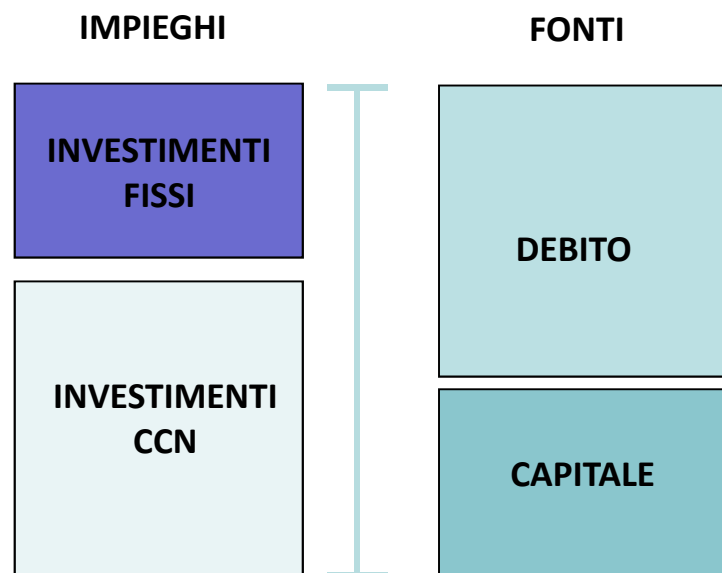 IMPIEGHI
FONTI
INVESTIMENTI
FISSI
DEBITO
INVESTIMENTI
CCN
CAPITALE